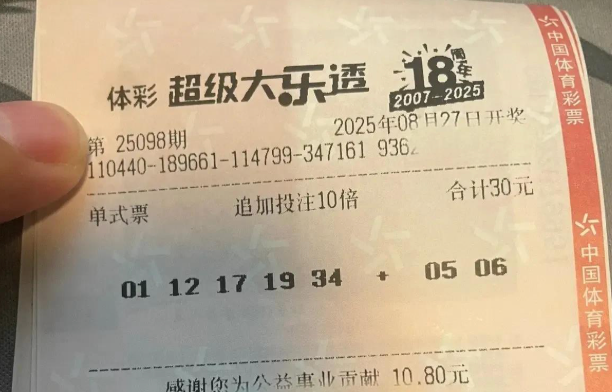 体彩 超级大乐透 18周年 2007-2025
第 25098期 2025年08月27日开奖
110440-189661-114799-347161 9362
单式票 追加投注10倍 合计30元
01 12 17 19 34 + 05 06
感谢您为公益事业贡献 10.80元
中国体育彩票
中国体育彩票